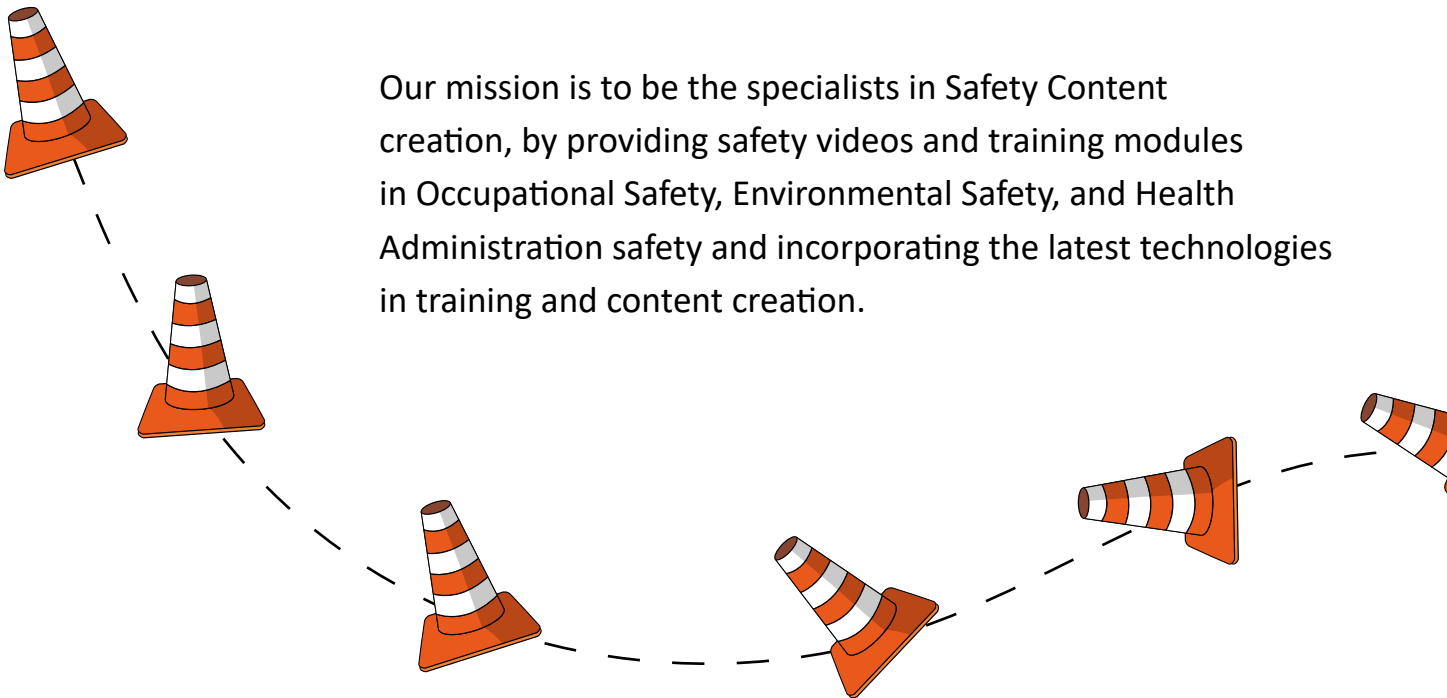 Our mission is to be the specialists in Safety Content
creation, by providing safety videos and training modules
in Occupational Safety, Environmental Safety, and Health
Administration safety and incorporating the latest technologies
in training and content creation.